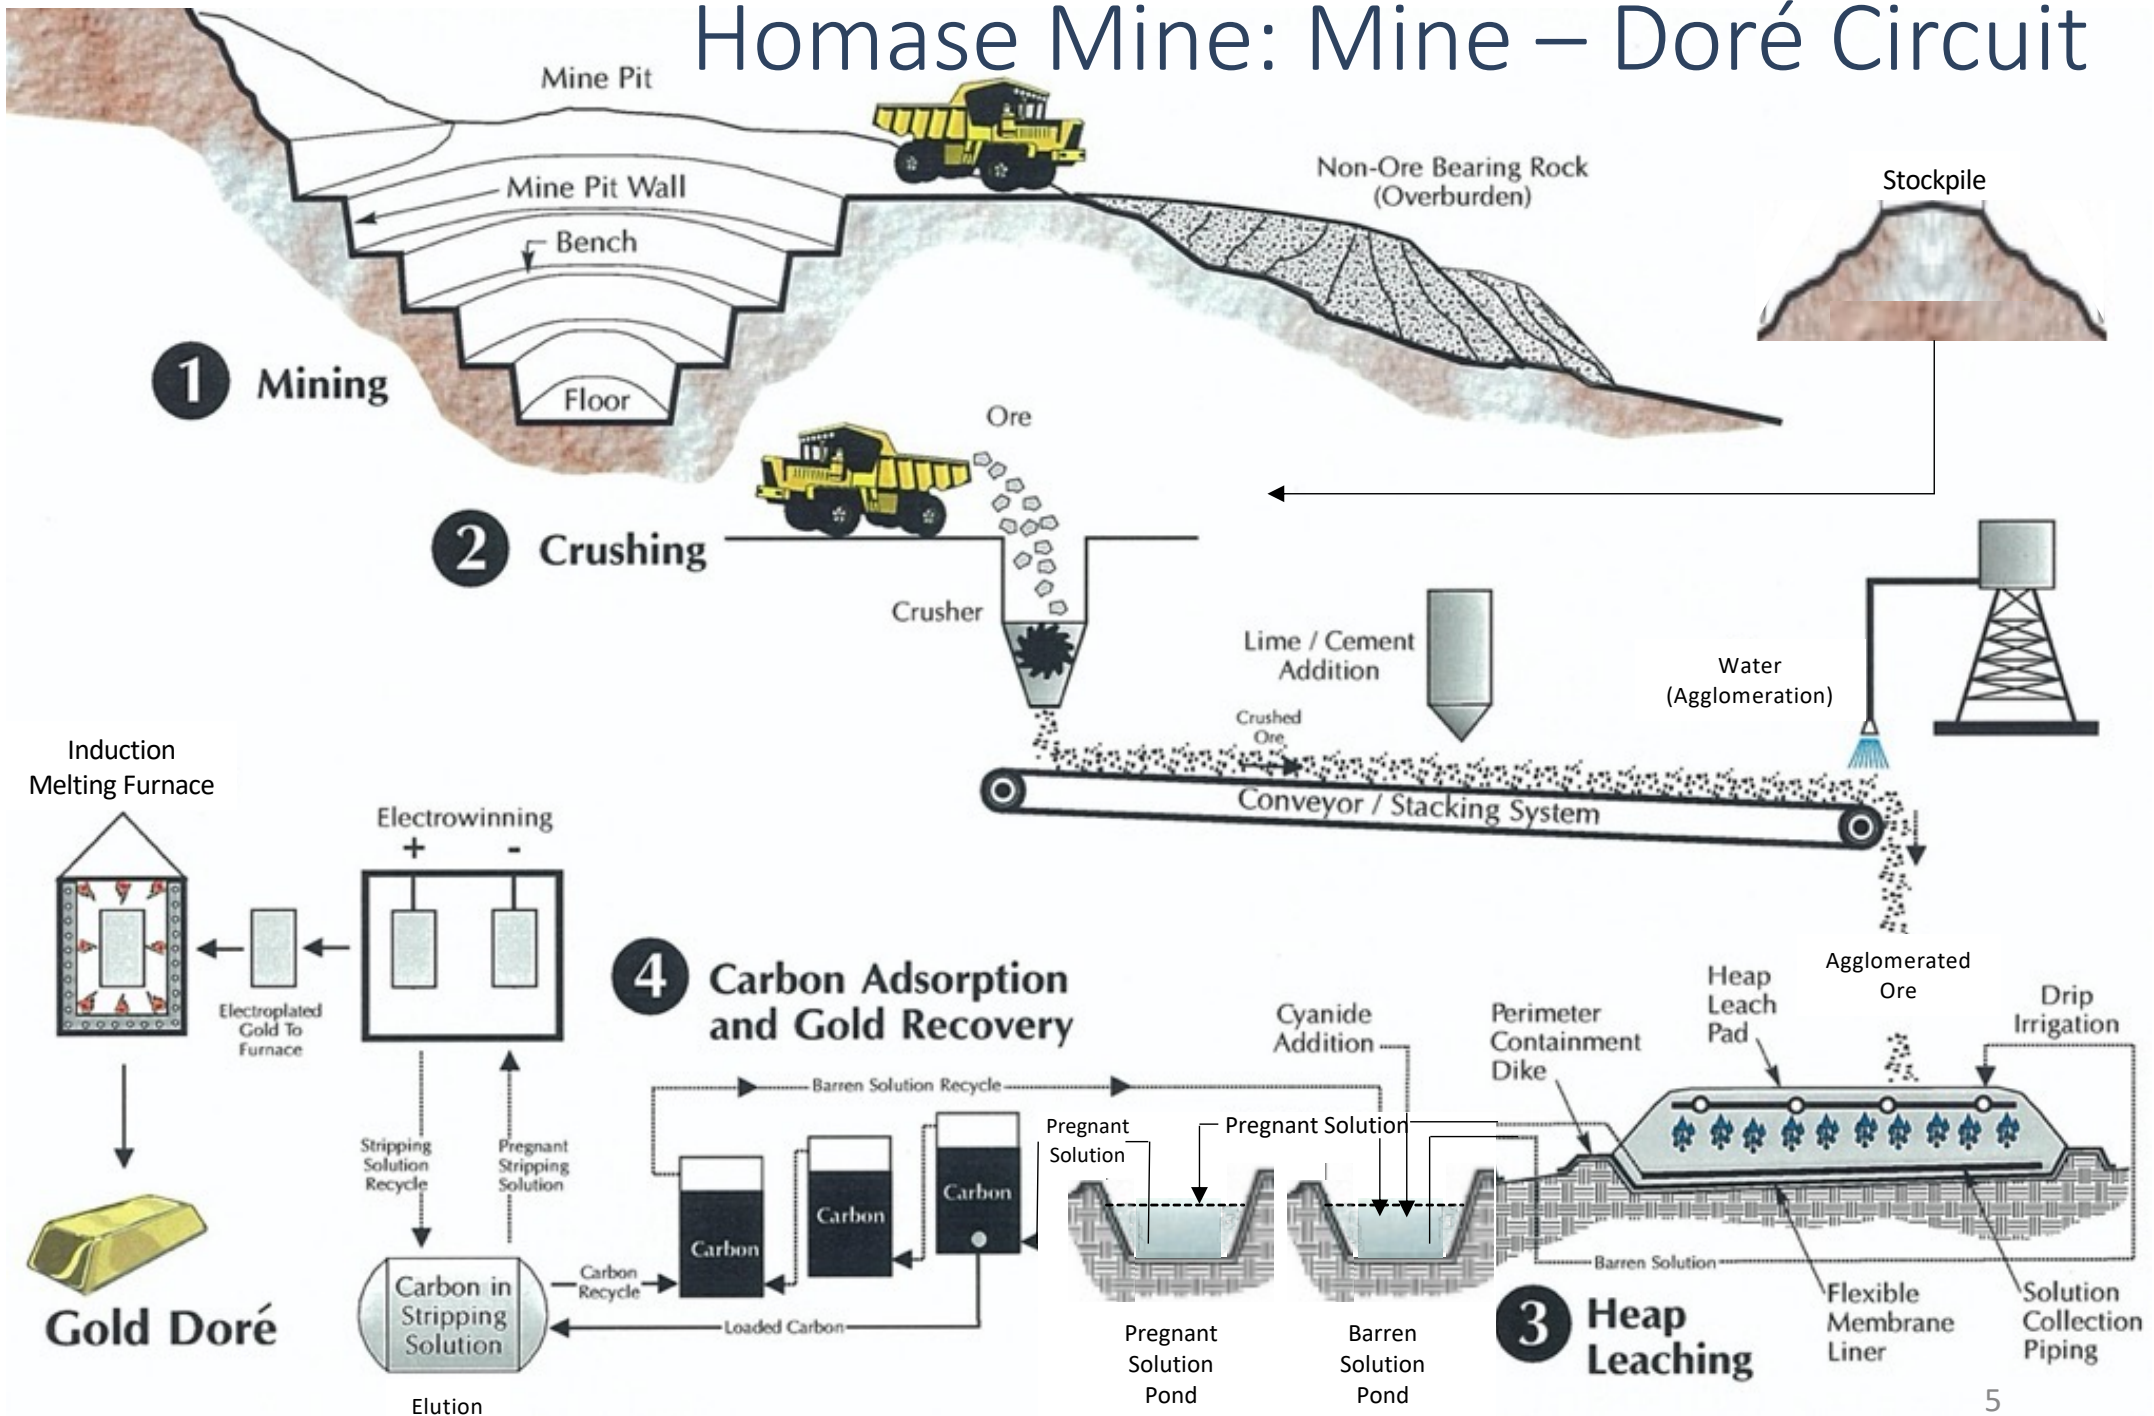 Homase Mine: Mine – Doré Circuit
Mine Pit
Mine Pit Wall
Bench
Floor
Non-Ore Bearing Rock
(Overburden)
Stockpile
1 Mining
Ore
2 Crushing
Crusher
Lime / Cement
Addition
Water
(Agglomeration)
Crushed
Ore
Conveyor / Stacking System
Induction
Melting Furnace
Electrowinning
+ -
Electroplated
Gold To
Furnace
4 Carbon Adsorption
and Gold Recovery
Agglomerated
Ore
Heap
Leach
Pad
Drip
Irrigation
Perimeter
Containment
Dike
Cyanide
Addition
Barren Solution Recycle
Pregnant
Solution
Pregnant Solution
Stripping
Solution
Recycle
Pregnant
Stripping
Solution
Carbon
Carbon
Carbon
Carbon in
Stripping
Solution
Carbon
Recycle
Loaded Carbon
Elution
Gold Doré
Pregnant
Solution
Pond
Barren
Solution
Pond
Barren Solution
3 Heap
Leaching
Flexible
Membrane
Liner
Solution
Collection
Piping
5